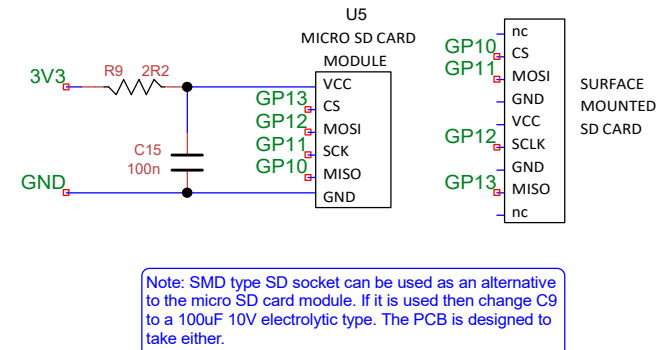 U5
MICRO SD CARD
MODULE
3V3
R9 2R2
C15
100n
GND
GP13
GP12
GP11
GP10
VCC
CS
MOSI
SCK
MISO
GND
GP10
GP11
GP12
GP13
nc
CS
MOSI
GND
VCC
SCLK
GND
MISO
nc
SURFACE
MOUNTED
SD CARD
Note: SMD type SD socket can be used as an alternative
to the micro SD card module. If it is used then change C9
to a 100uF 10V electrolytic type. The PCB is designed to
take either.